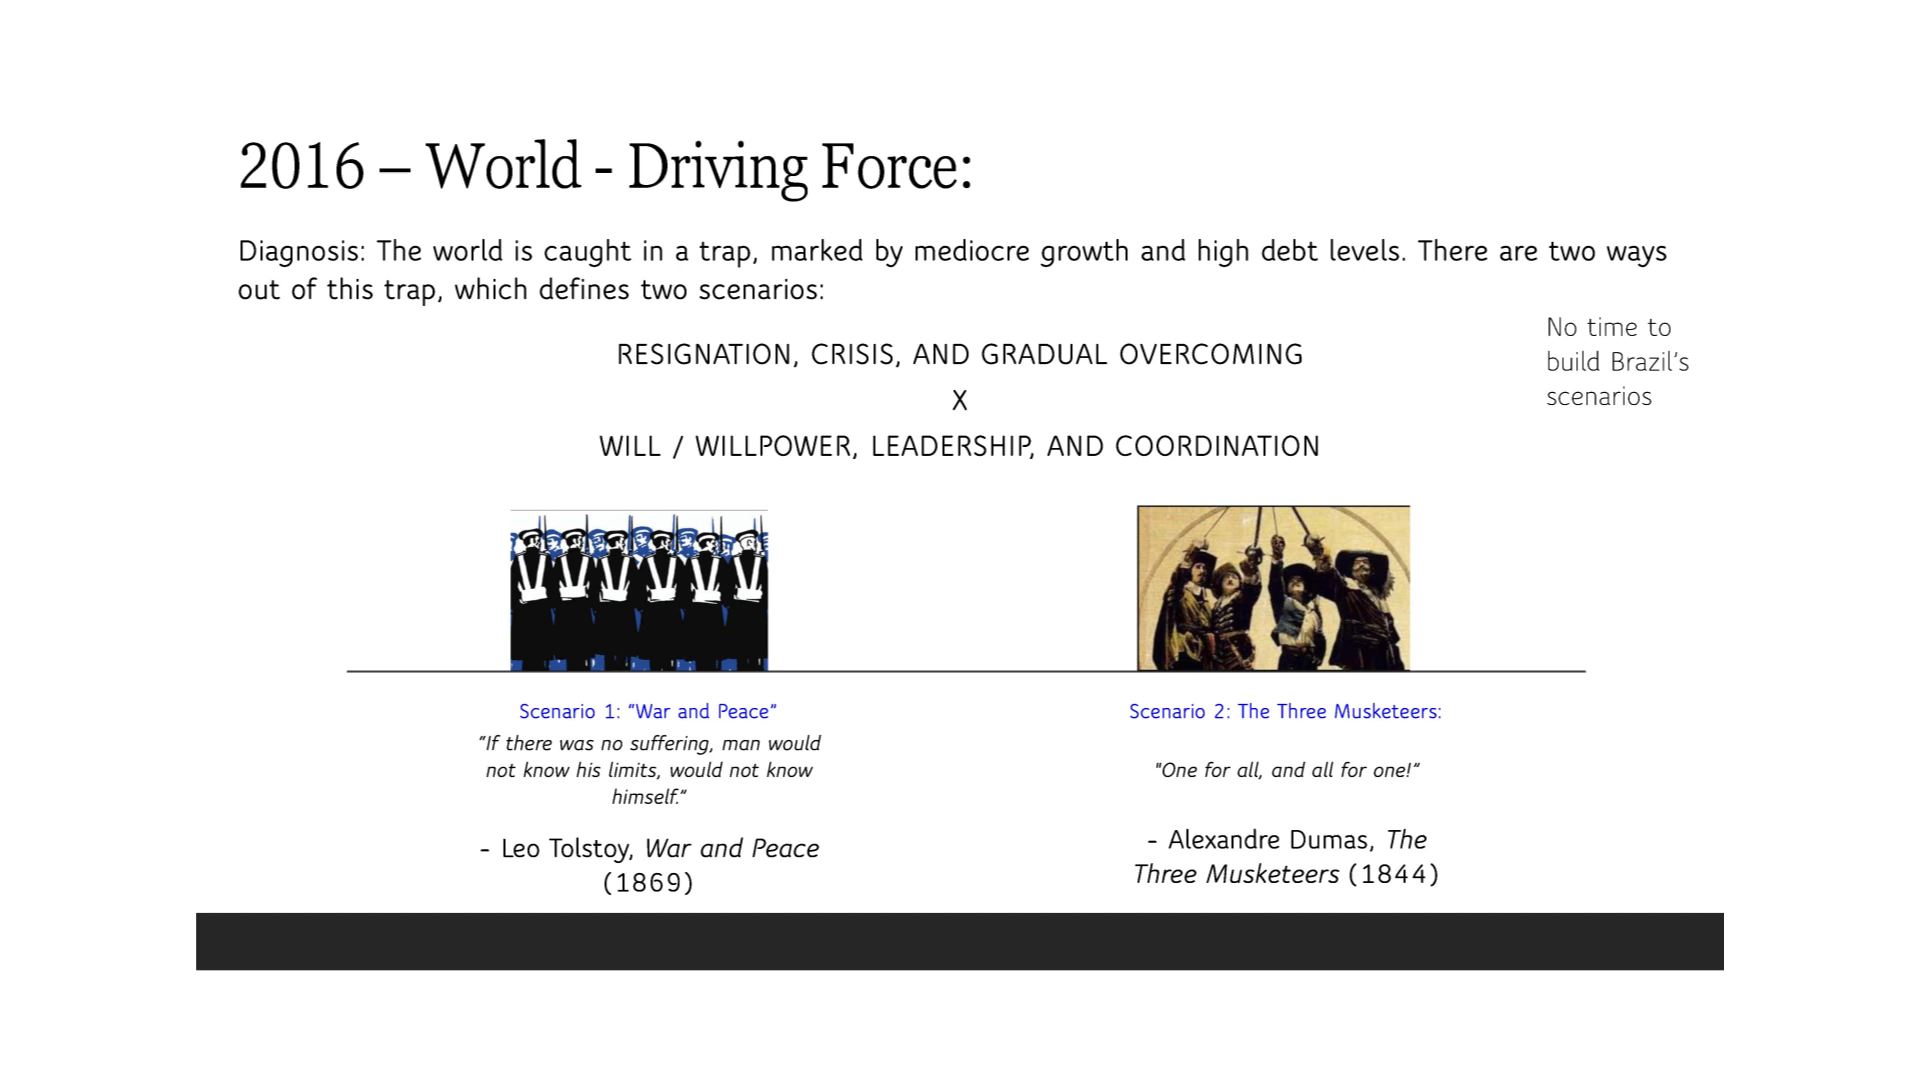 2016 – World - Driving Force:
Diagnosis: The world is caught in a trap, marked by mediocre growth and high debt levels. There are two ways
out of this trap, which defines two scenarios:
No time to
build Brazil’s
scenarios
RESIGNATION, CRISIS, AND GRADUAL OVERCOMING
X
WILL / WILLPOWER, LEADERSHIP, AND COORDINATION
Scenario 1: “War and Peace”
“If there was no suffering, man would
not know his limits, would not know
himself.”
- Leo Tolstoy, War and Peace
(1869)
Scenario 2: The Three Musketeers:
"One for all, and all for one!”
- Alexandre Dumas, The
Three Musketeers (1844)